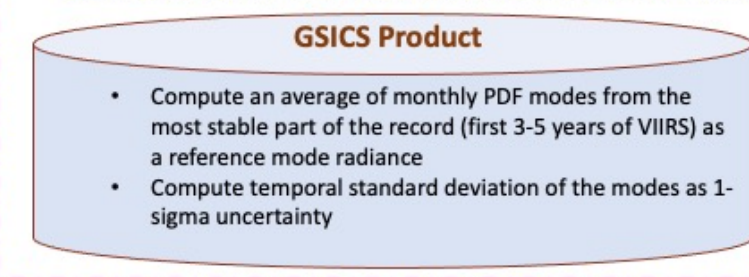 GSICS Product
• Compute an average of monthly PDF modes from the
most stable part of the record (first 3-5 years of VIIRS) as
a reference mode radiance
• Compute temporal standard deviation of the modes as 1-
sigma uncertainty